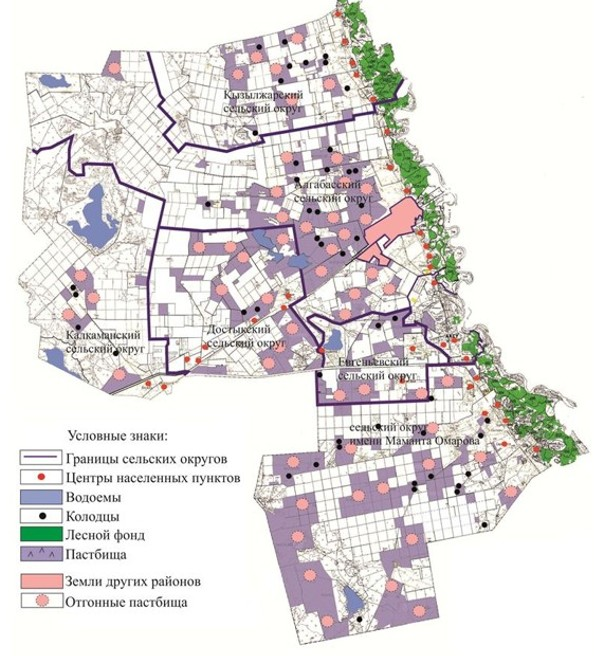 Кызылжарский
сельский округ
Алгабасский
сельский округ
Калкаманский
сельский округ
Достыкский
сельский округ
Евгеньевский
сельский округ
сельский округ
имени Маманта Омарова
Условные знаки:
Границы сельских округов
Центры населенных пунктов
Водоемы
Колодцы
Лесной фонд
Пастбища
Земли других районов
Отгонные пастбища